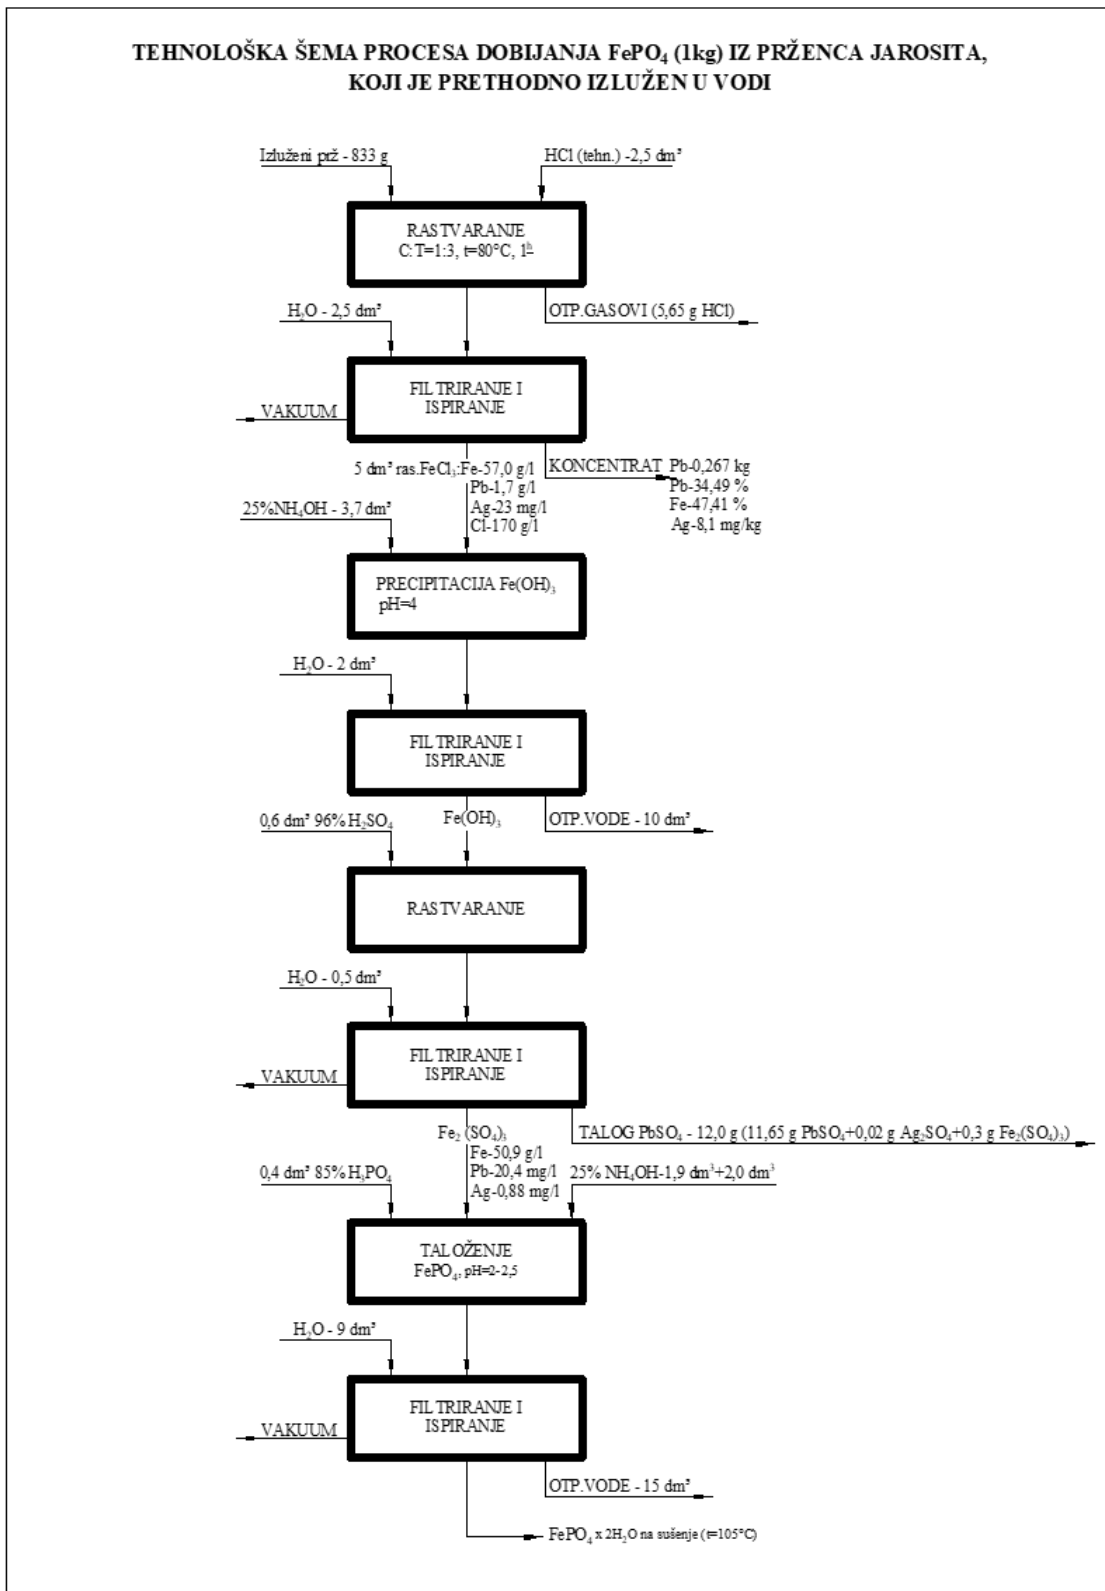 TEHNOLOŠKA ŠEMA PROCESA DOBIJANJA FePO₄ (1kg) IZ PRŽENCA JAROSITA,
KOJI JE PRETHODNO IZLUŽEN U VODI
Izluženi prž - 833 g
HCl (tehn.) -2,5 dm³
RASTVARANJE
C:T=1:3, t=80°C, 1ʰ
H₂O - 2,5 dm³
OTP.GASOVI (5,65 g HCl)
FILTRIRANJE I
ISPIRANJE
VAKUUM
5 dm³ ras.FeCl₃:Fe-57,0 g/l
Pb-1,7 g/l
Ag-23 mg/l
Cl-170 g/l
KONCENTRAT Pb-0,267 kg
Pb-34,49 %
Fe-47,41 %
Ag-8,1 mg/kg
25%NH₄OH - 3,7 dm³
PRECIPITACIJA Fe(OH)₃
pH=4
H₂O - 2 dm³
FILTRIRANJE I
ISPIRANJE
0,6 dm³ 96% H₂SO₄
Fe(OH)₃
OTP.VODE - 10 dm³
RASTVARANJE
H₂O - 0,5 dm³
FILTRIRANJE I
ISPIRANJE
VAKUUM
Fe₂ (SO₄)₃
Fe-50,9 g/l
Pb-20,4 mg/l
Ag-0,88 mg/l
TALOG PbSO₄ - 12,0 g (11,65 g PbSO₄+0,02 g Ag₂SO₄+0,3 g Fe₂(SO₄)₃)
0,4 dm³ 85% H₃PO₄
25% NH₄OH-1,9 dm³+2,0 dm³
TALOŽENJE
FePO₄, pH=2-2,5
H₂O - 9 dm³
FILTRIRANJE I
ISPIRANJE
VAKUUM
OTP.VODE - 15 dm³
FePO₄ x 2H₂O na sušenje (t=105°C)